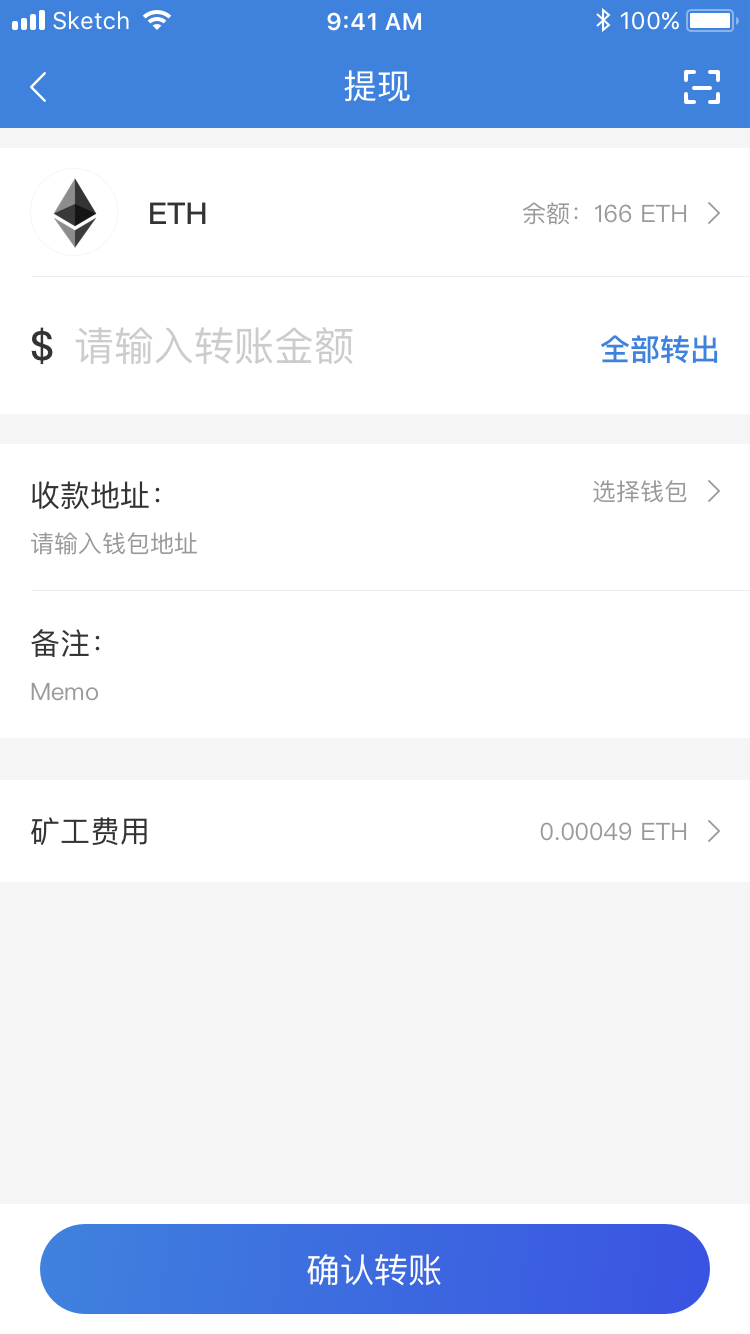 Sketch 9:41 AM 100%
提现
ETH 余额：166 ETH
$ 请输入转账金额 全部转出
收款地址： 选择钱包
请输入钱包地址
备注：
Memo
矿工费用 0.00049 ETH
确认转账